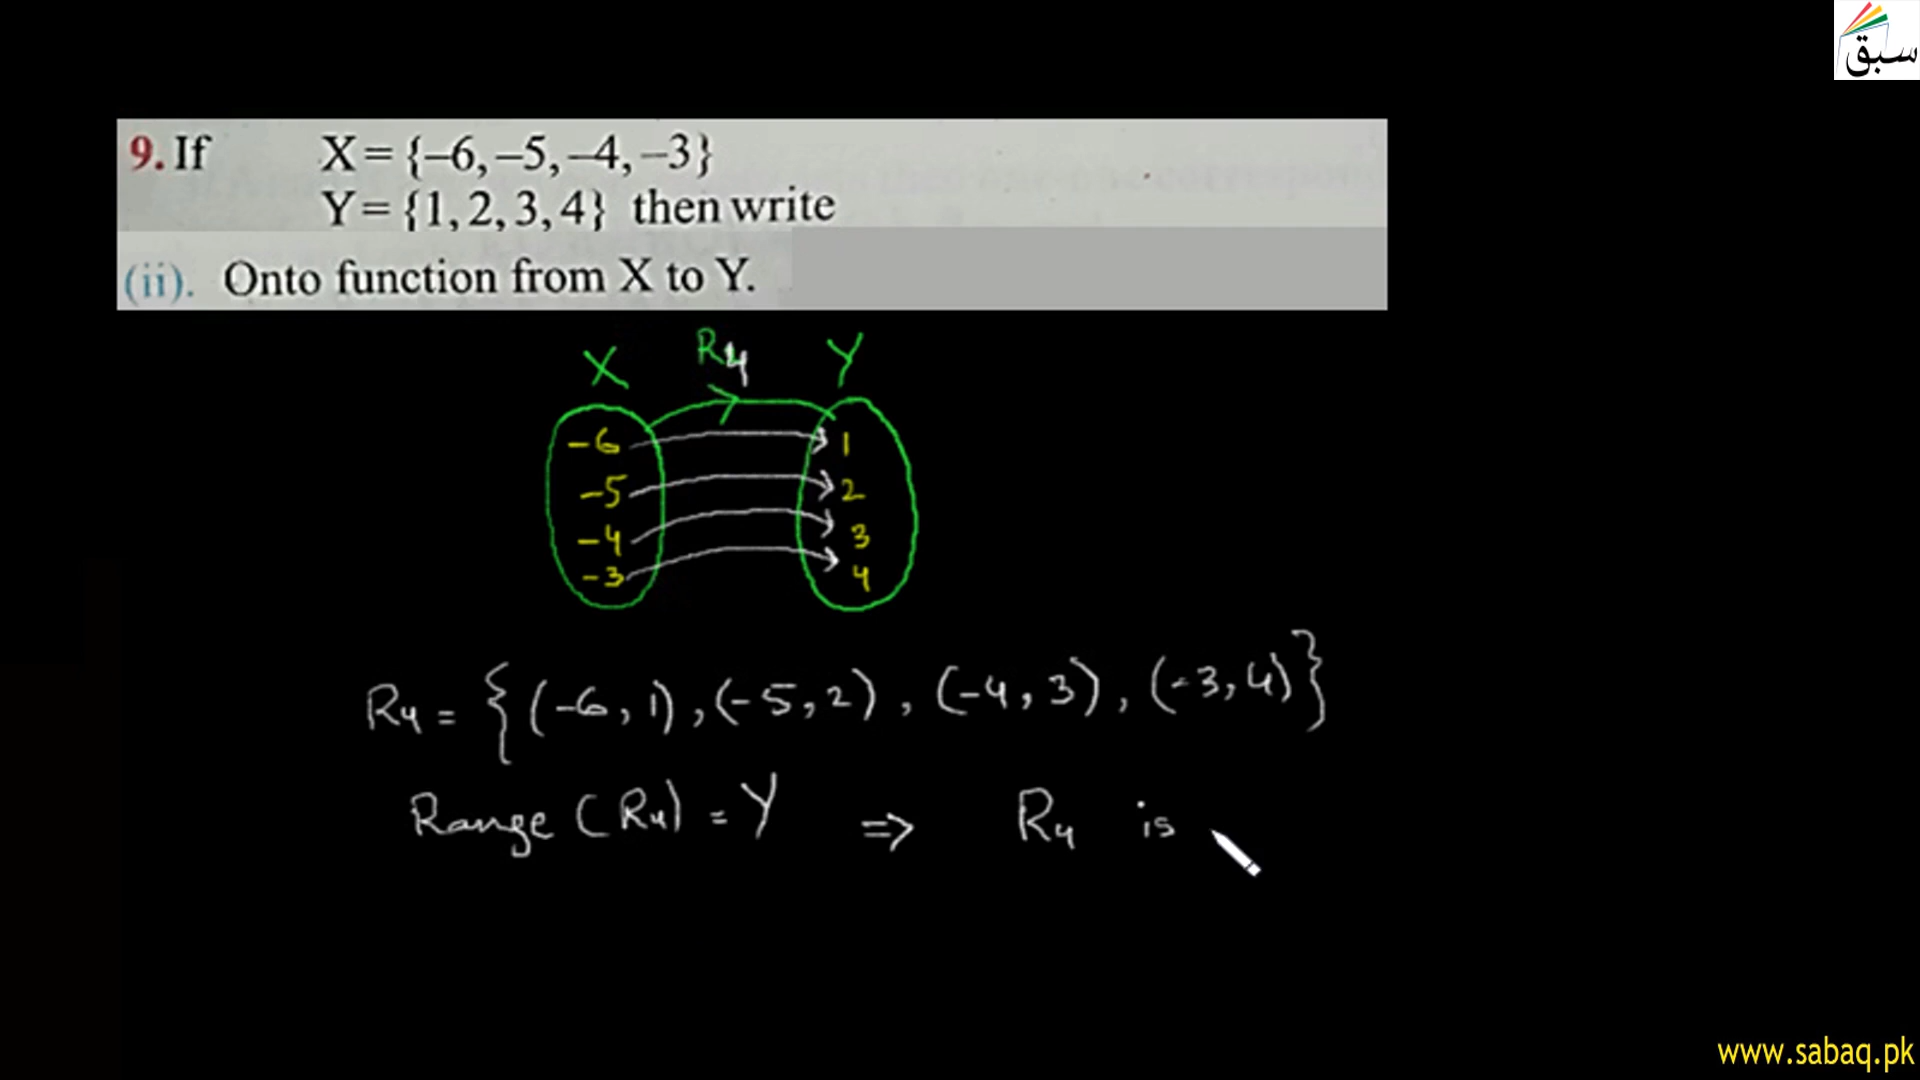 سبق
9. If X = {–6, –5, –4, –3}
Y = {1, 2, 3, 4} then write
(ii). Onto function from X to Y.
X R4 Y
-6 1
-5 2
-4 3
-3 4
R4 = {(-6, 1), (-5, 2), (-4, 3), (-3, 4)}
Range (R4) = Y ⇒ R4 is
www.sabaq.pk